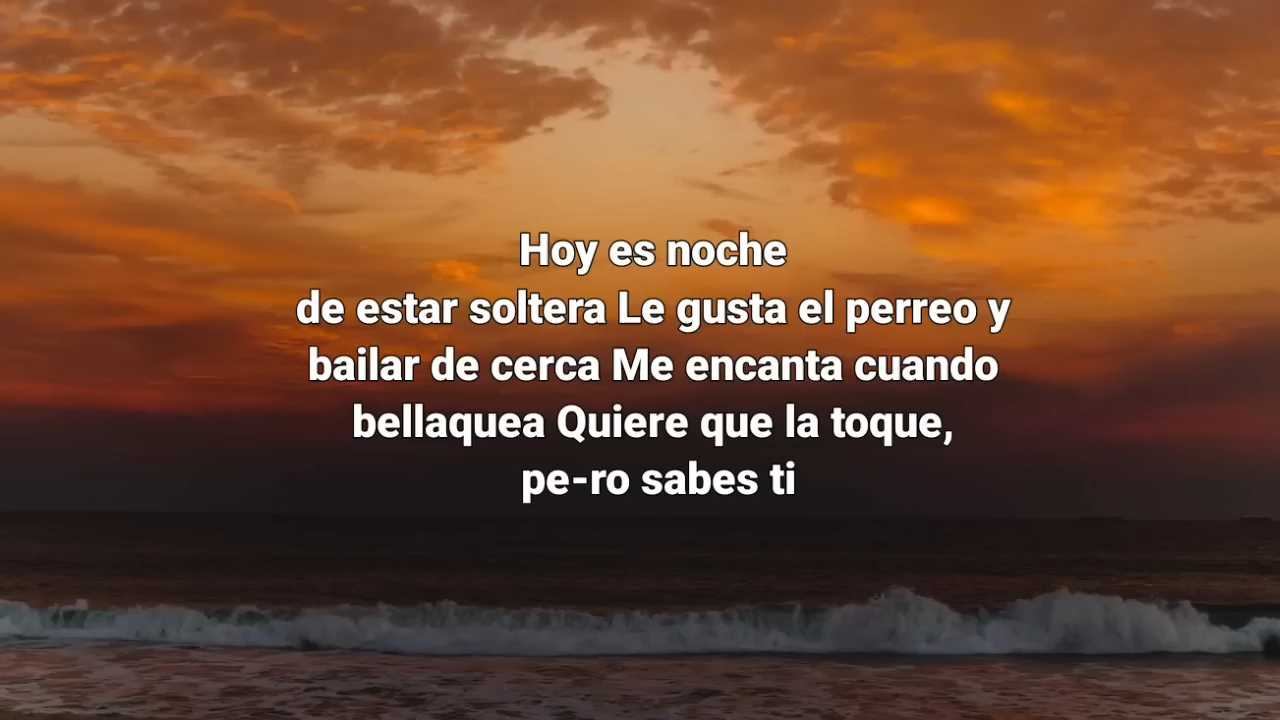 Hoy es noche
de estar soltera Le gusta el perreo y
bailar de cerca Me encanta cuando
bellaquea Quiere que la toque,
pe-ro sabes ti